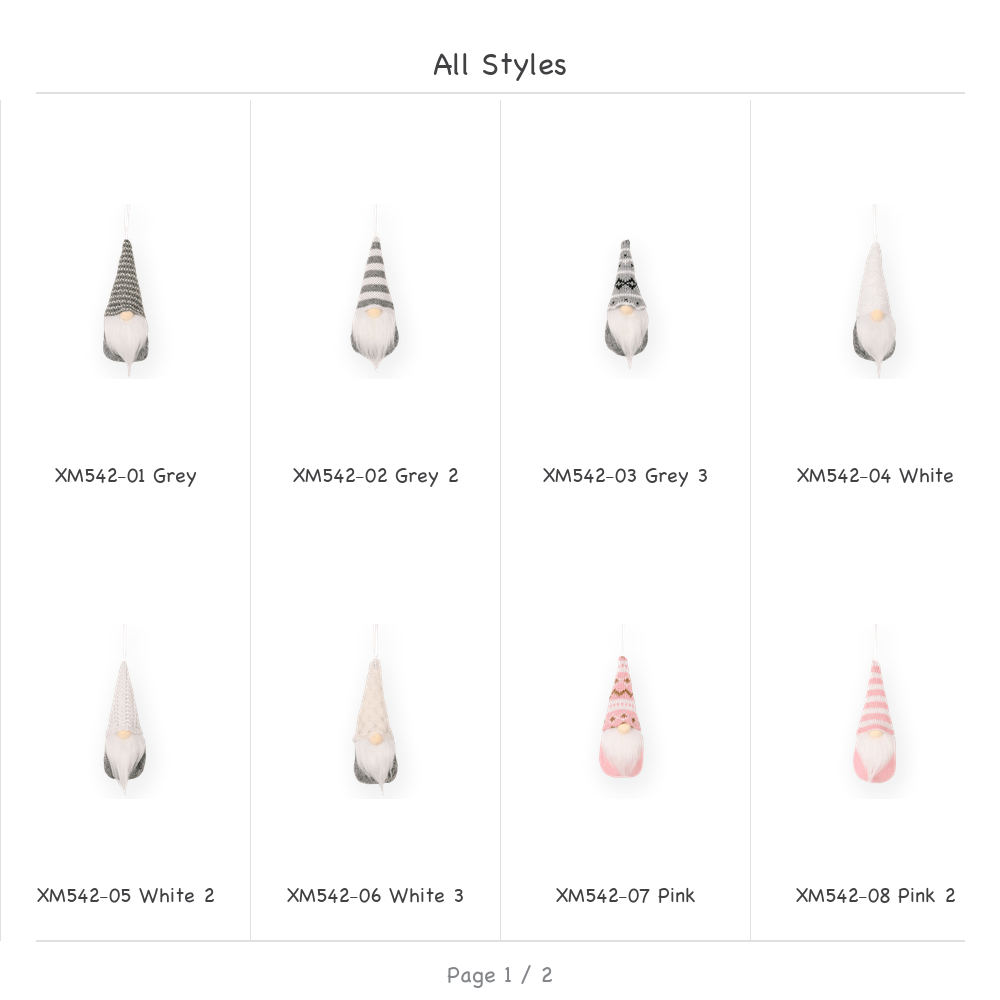 All Styles
XM542-01 Grey
XM542-02 Grey 2
XM542-03 Grey 3
XM542-04 White
XM542-05 White 2
XM542-06 White 3
XM542-07 Pink
XM542-08 Pink 2
Page 1 / 2